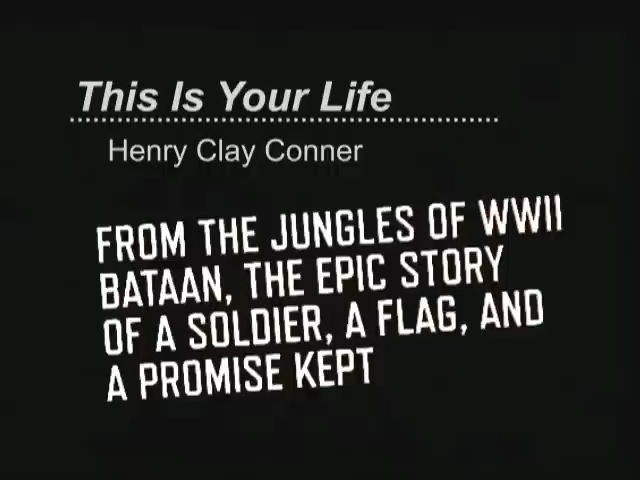 This Is Your Life
Henry Clay Conner
FROM THE JUNGLES OF WWII
BATAAN, THE EPIC STORY
OF A SOLDIER, A FLAG, AND
A PROMISE KEPT